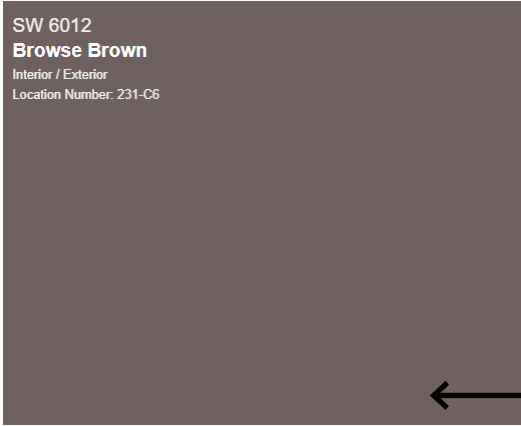 SW 6012
Browse Brown
Interior / Exterior
Location Number: 231-C6